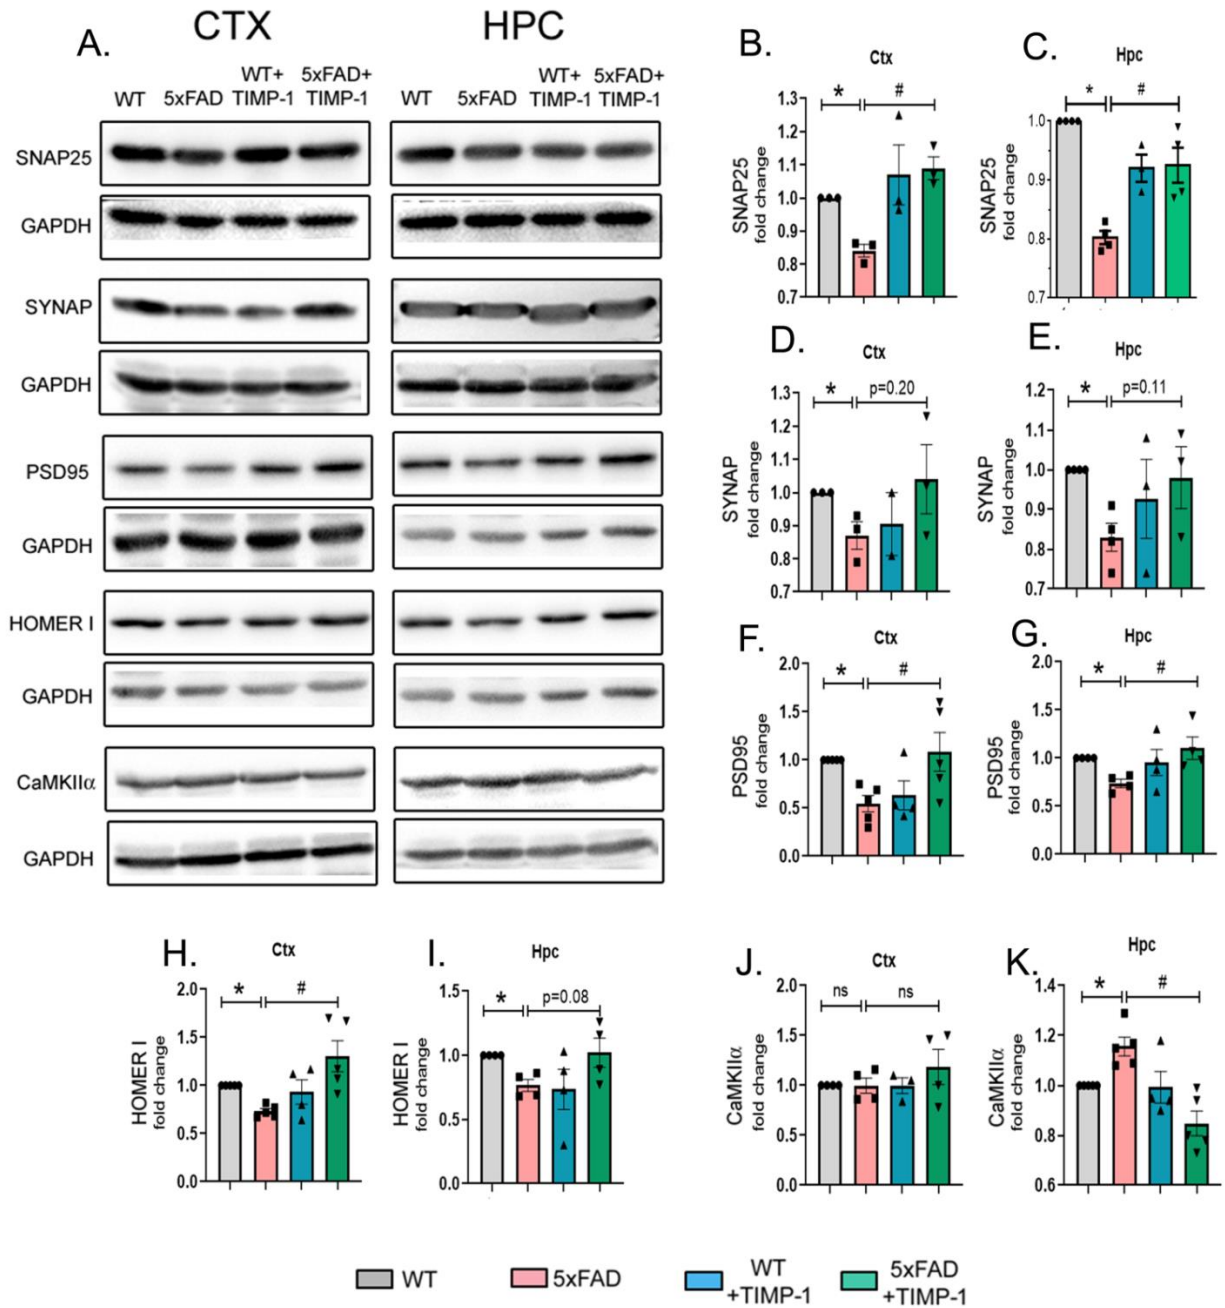 CTX HPC
A.
WT 5xFAD WT+ TIMP-1 5xFAD+ TIMP-1
WT 5xFAD WT+ TIMP-1 5xFAD+ TIMP-1
SNAP25
GAPDH
SYNAP
GAPDH
PSD95
GAPDH
HOMER I
GAPDH
CaMKIIα
GAPDH
B.
Ctx
* #
SNAP25
fold change
1.3
1.2
1.1
1.0
0.9
0.8
0.7
C.
Hpc
* #
SNAP25
fold change
1.0
0.9
0.8
0.7
D.
Ctx
* p=0.20
SYNAP
fold change
1.3
1.2
1.1
1.0
0.9
0.8
0.7
E.
Hpc
* p=0.11
SYNAP
fold change
1.2
1.1
1.0
0.9
0.8
0.7
F.
Ctx
* #
PSD95
fold change
2.0
1.5
1.0
0.5
0.0
G.
Hpc
* #
PSD95
fold change
2.0
1.5
1.0
0.5
0.0
H.
Ctx
* #
HOMER I
fold change
2.0
1.5
1.0
0.5
0.0
I.
Hpc
* p=0.08
HOMER I
fold change
1.5
1.0
0.5
0.0
J.
Ctx
ns ns
CaMKIIα
fold change
2.0
1.5
1.0
0.5
0.0
K.
Hpc
* #
CaMKIIα
fold change
1.4
1.2
1.0
0.8
0.6
WT
5xFAD
WT
+TIMP-1
5xFAD
+TIMP-1